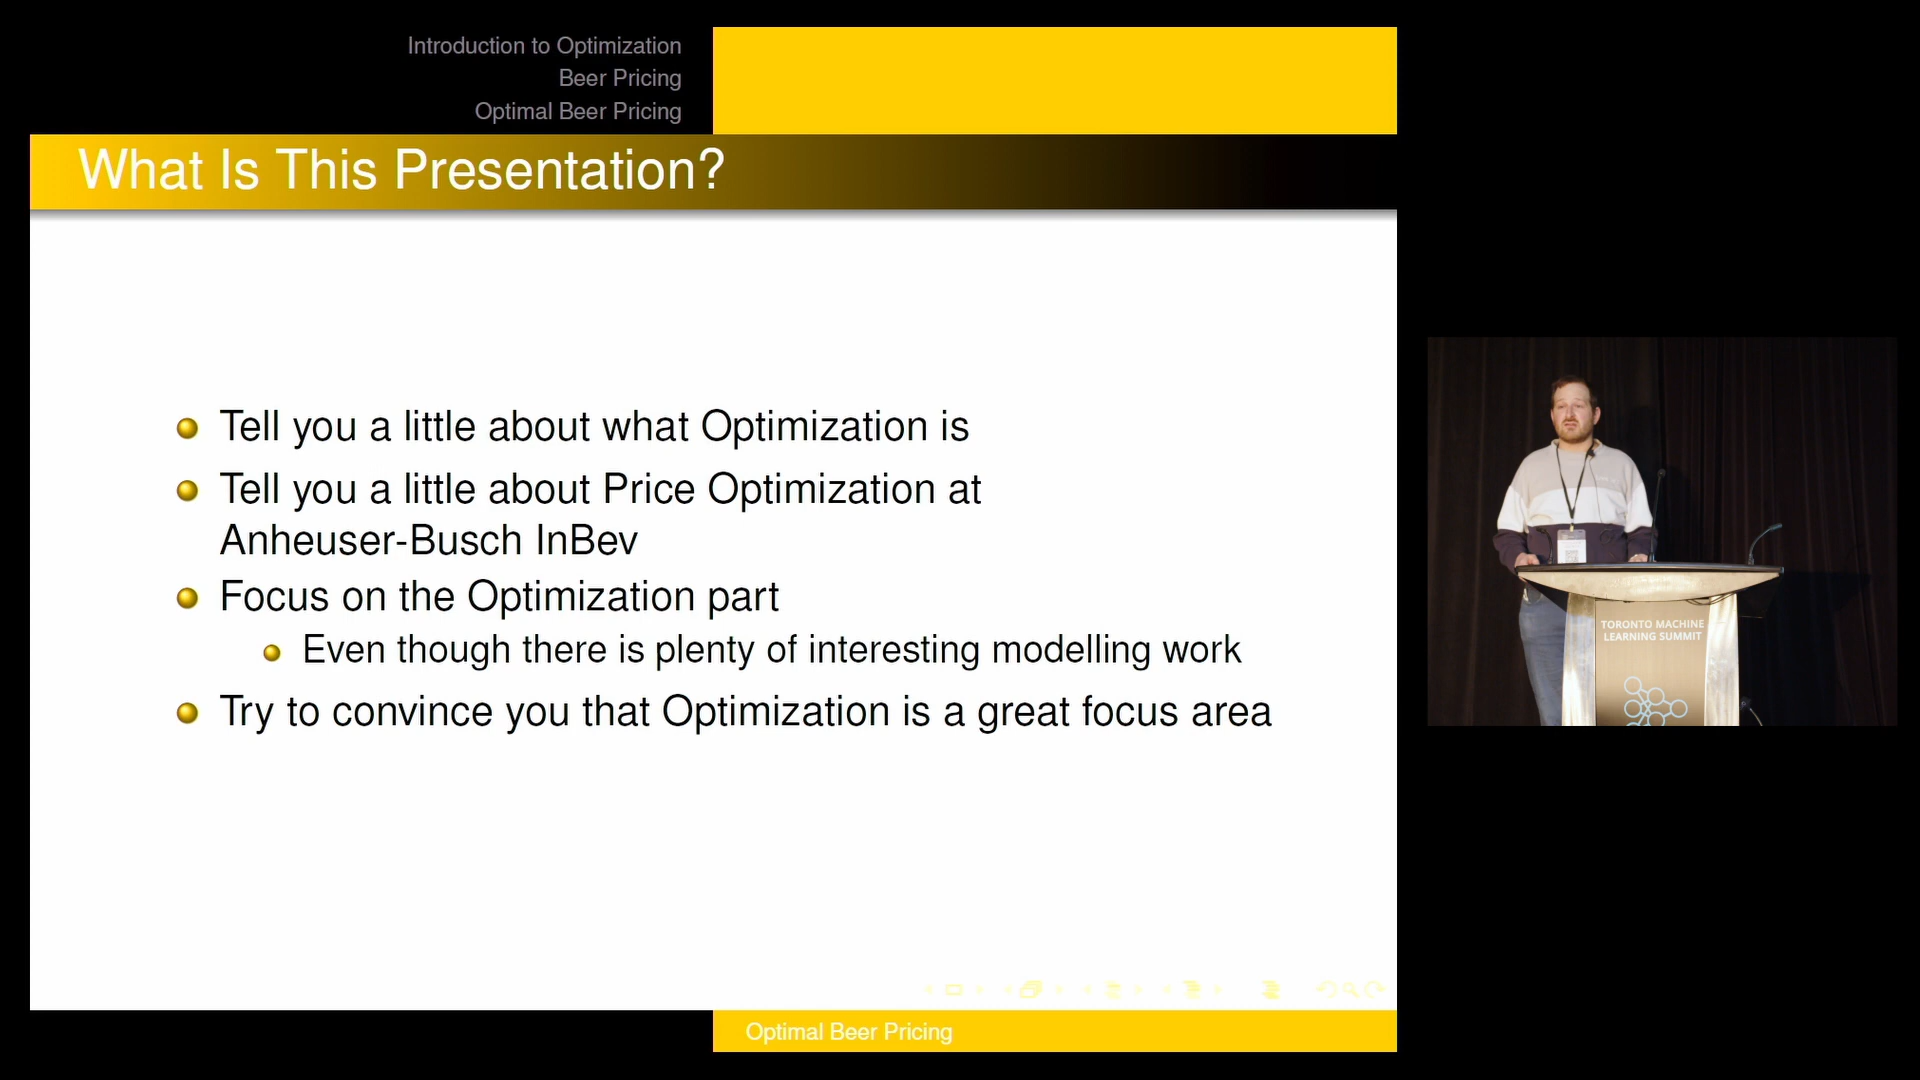 Introduction to Optimization
Beer Pricing
Optimal Beer Pricing
What Is This Presentation?
Tell you a little about what Optimization is
Tell you a little about Price Optimization at
Anheuser-Busch InBev
Focus on the Optimization part
Even though there is plenty of interesting modelling work
Try to convince you that Optimization is a great focus area
TORONTO MACHINE
LEARNING SUMMIT
Optimal Beer Pricing